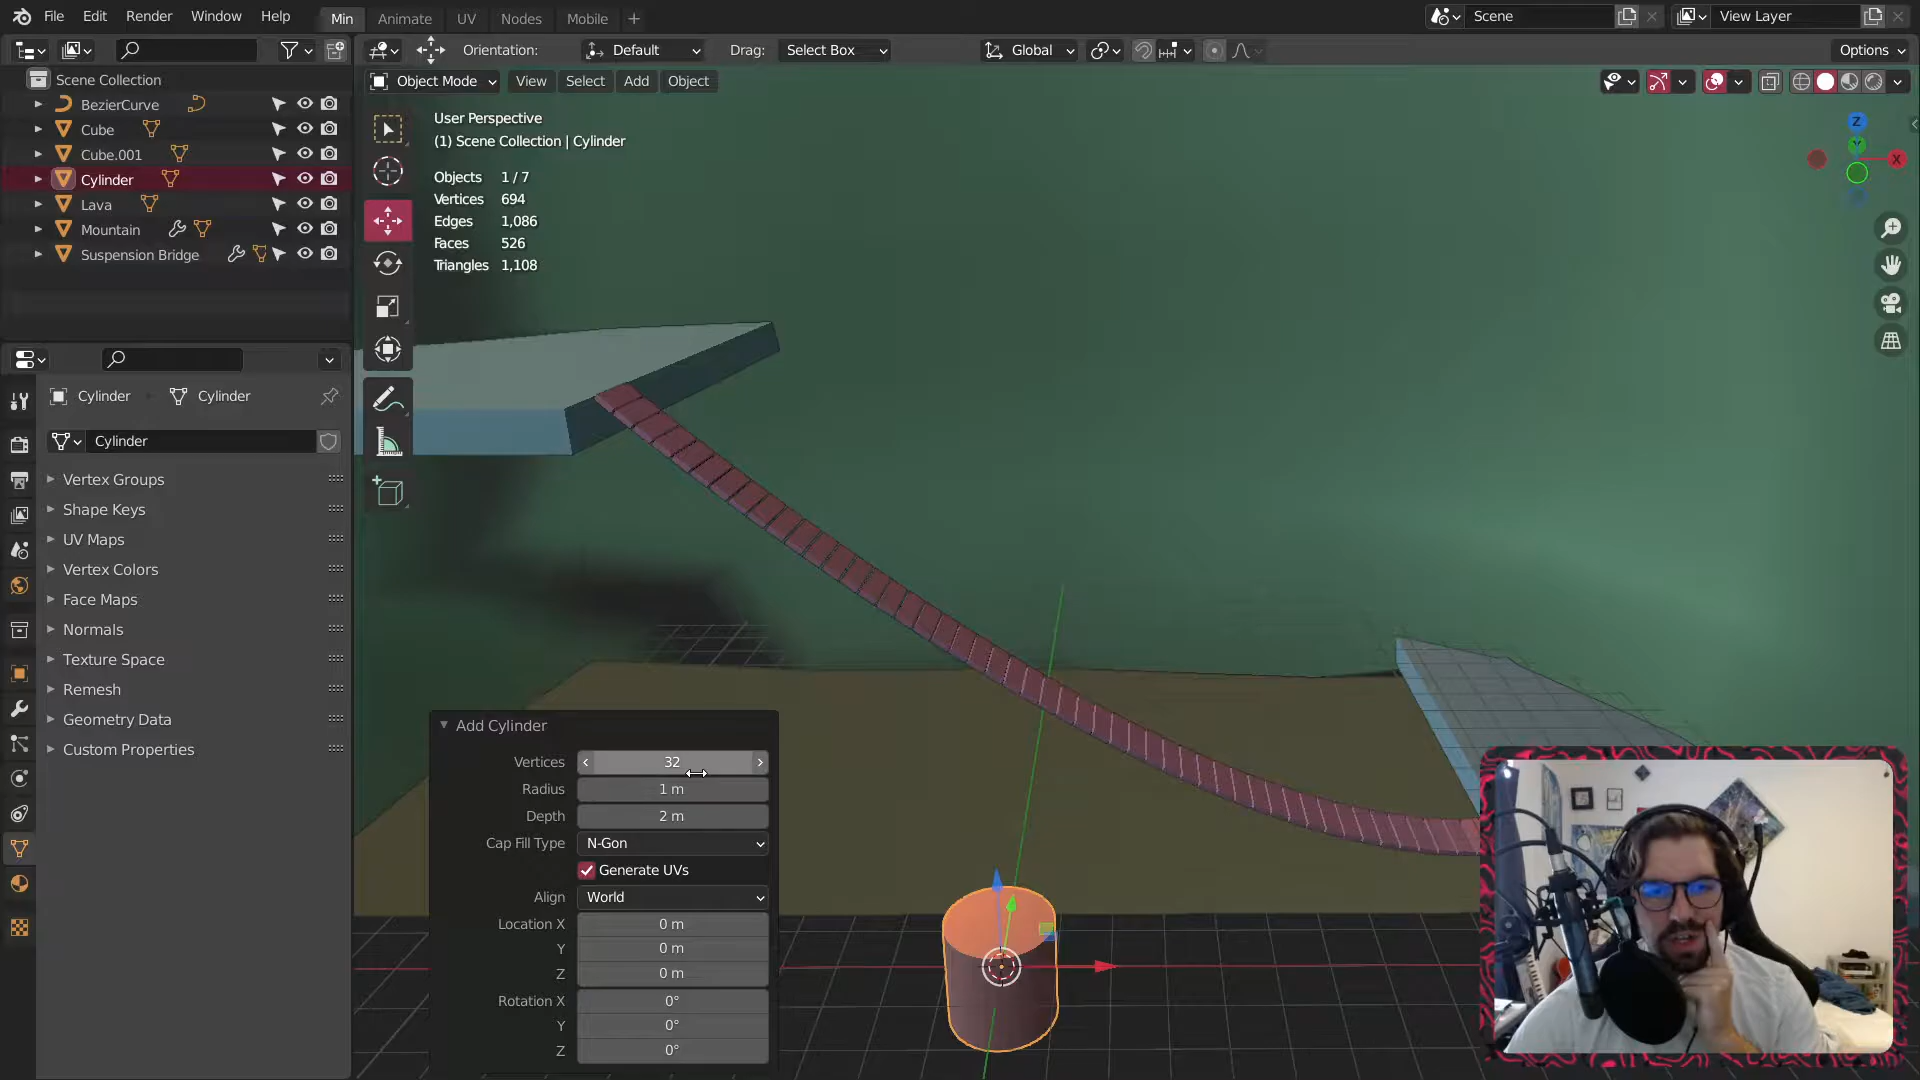 File Edit Render Window Help Min Animate UV Nodes Mobile + Scene View Layer
Orientation: Default Drag: Select Box Global Options
Object Mode View Select Add Object
Scene Collection
BezierCurve
Cube
Cube.001
Cylinder
Lava
Mountain
Suspension Bridge
User Perspective
(1) Scene Collection | Cylinder
Objects 1 / 7
Vertices 694
Edges 1,086
Faces 526
Triangles 1,108
Z
Y
X
Cylinder Cylinder
Cylinder
Vertex Groups
Shape Keys
UV Maps
Vertex Colors
Face Maps
Normals
Texture Space
Remesh
Geometry Data
Custom Properties
Add Cylinder
Vertices 32
Radius 1 m
Depth 2 m
Cap Fill Type N-Gon
Generate UVs
Align World
Location X 0 m
Y 0 m
Z 0 m
Rotation X 0°
Y 0°
Z 0°